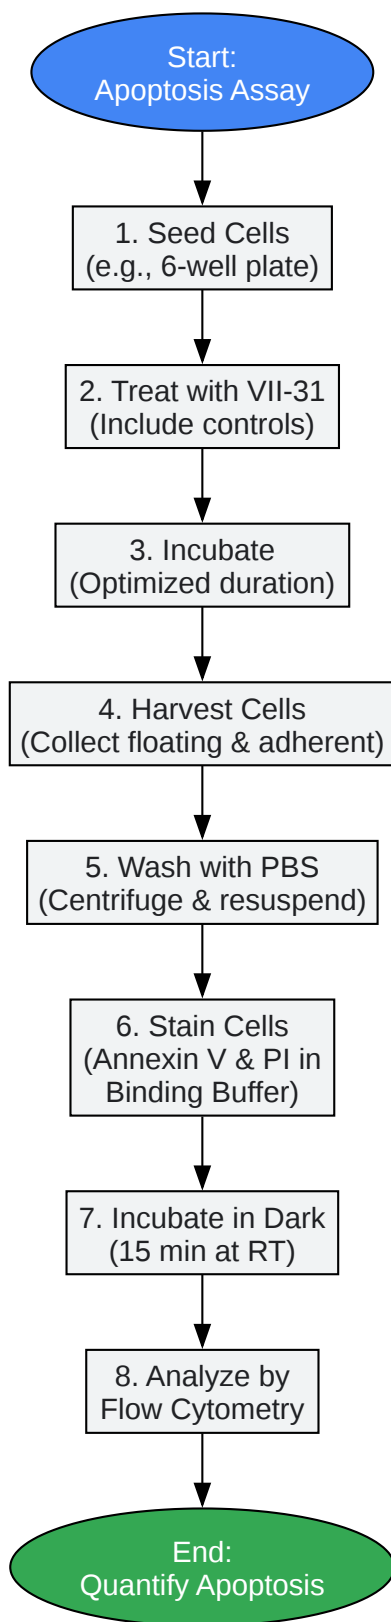 Start:
Apoptosis Assay
1. Seed Cells
(e.g., 6-well plate)
2. Treat with VII-31
(Include controls)
3. Incubate
(Optimized duration)
4. Harvest Cells
(Collect floating & adherent)
5. Wash with PBS
(Centrifuge & resuspend)
6. Stain Cells
(Annexin V & PI in
Binding Buffer)
7. Incubate in Dark
(15 min at RT)
8. Analyze by
Flow Cytometry
End:
Quantify Apoptosis